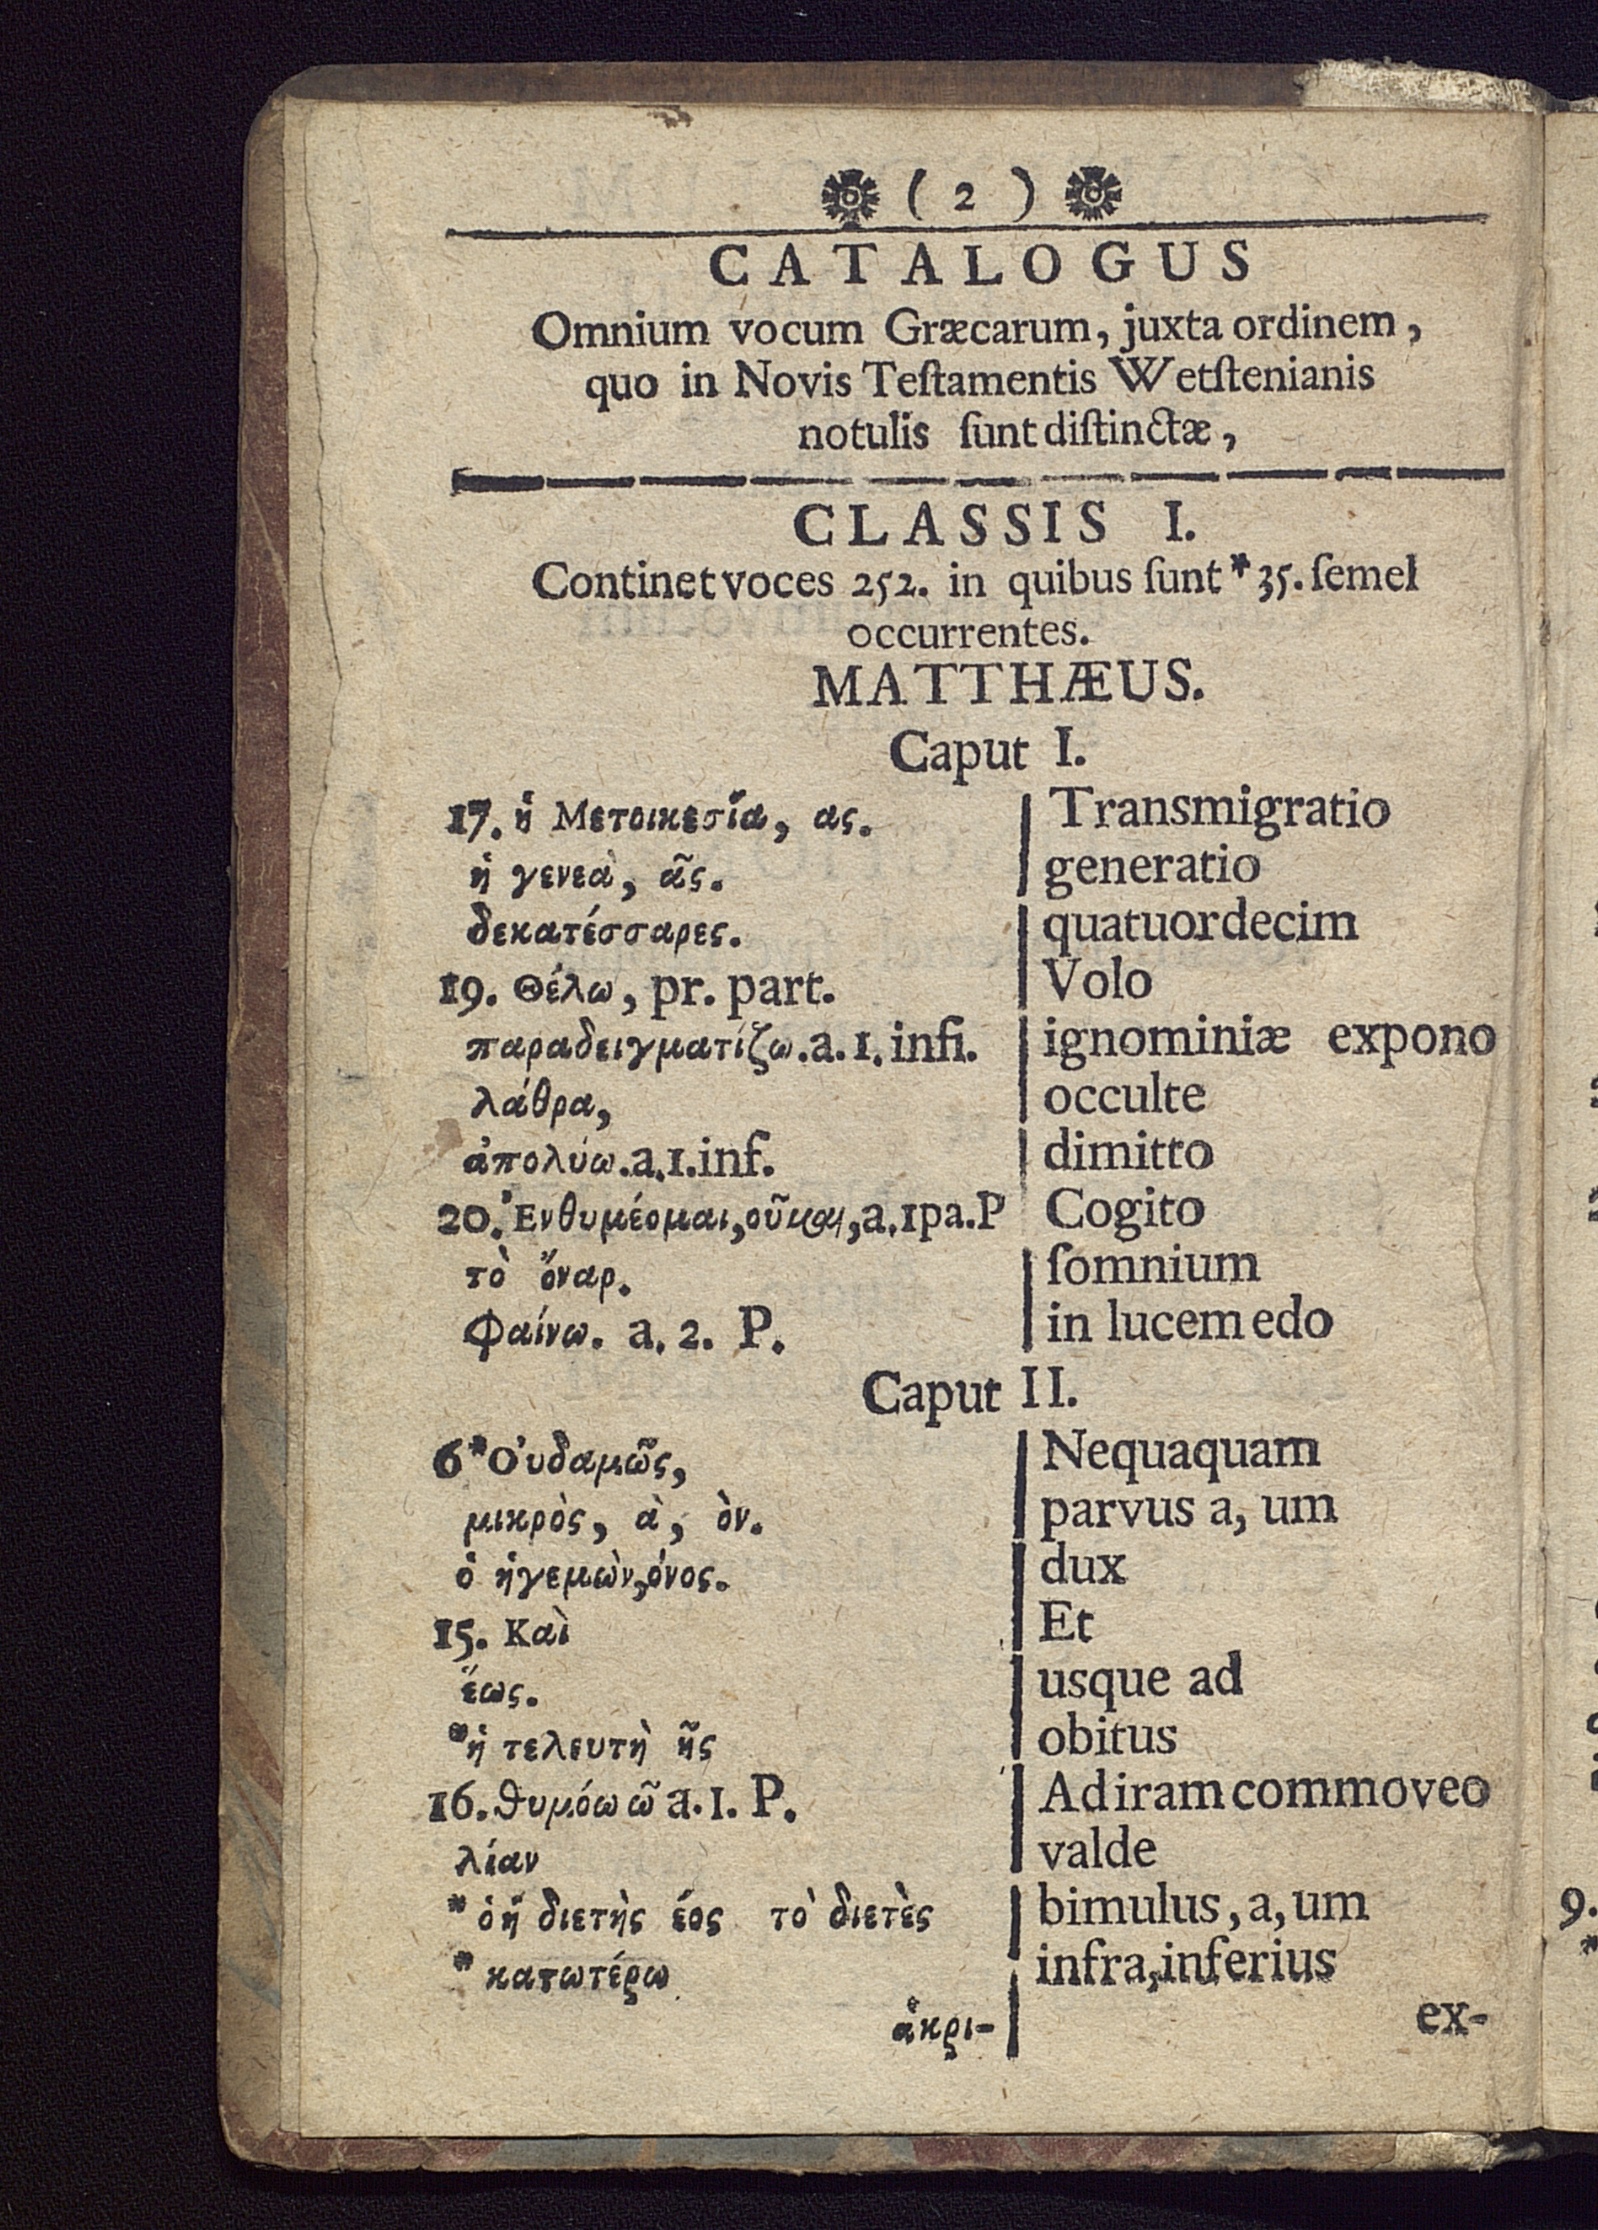 ( 2 )
CATALOGUS
Omnium vocum Græcarum, juxta ordinem,
quo in Novis Teſtamentis Wetſtenianis
notulis ſunt diſtinctæ,
CLASSIS I.
Continet voces 252. in quibus ſunt * 35. ſemel
occurrentes.
MATTHÆUS.
Caput I.
17. ἡ Μετοικεσία, ας. Transmigratio
ἡ γενεὰ, ᾶς. generatio
δεκατέσσαρες. quatuordecim
19. Θέλω, pr. part. Volo
παραδειγματίζω. a. 1. infi. ignominiæ expono
λάθρα, occulte
ἀπολύω. a. 1. inf. dimitto
20. Ἐνθυμέομαι, οῦμαι, a. 1 pa. P Cogito
τὸ ὄναρ. ſomnium
Φαίνω. a. 2. P. in lucem edo
Caput II.
6 * Οὐδαμῶς, Nequaquam
μικρὸς, ὰ, ὸν. parvus a, um
ὁ ἡγεμὼν, όνος. dux
15. Καὶ Et
ἕως. usque ad
* ἡ τελευτὴ ῆς obitus
16. θυμόω ῶ a. 1. P. Ad iram commoveo
λίαν valde
* ὁ ἡ διετὴς έος τὸ διετὲς bimulus, a, um
* κατωτέρω infra, inferius
ἀκρι- ex-
9.
*